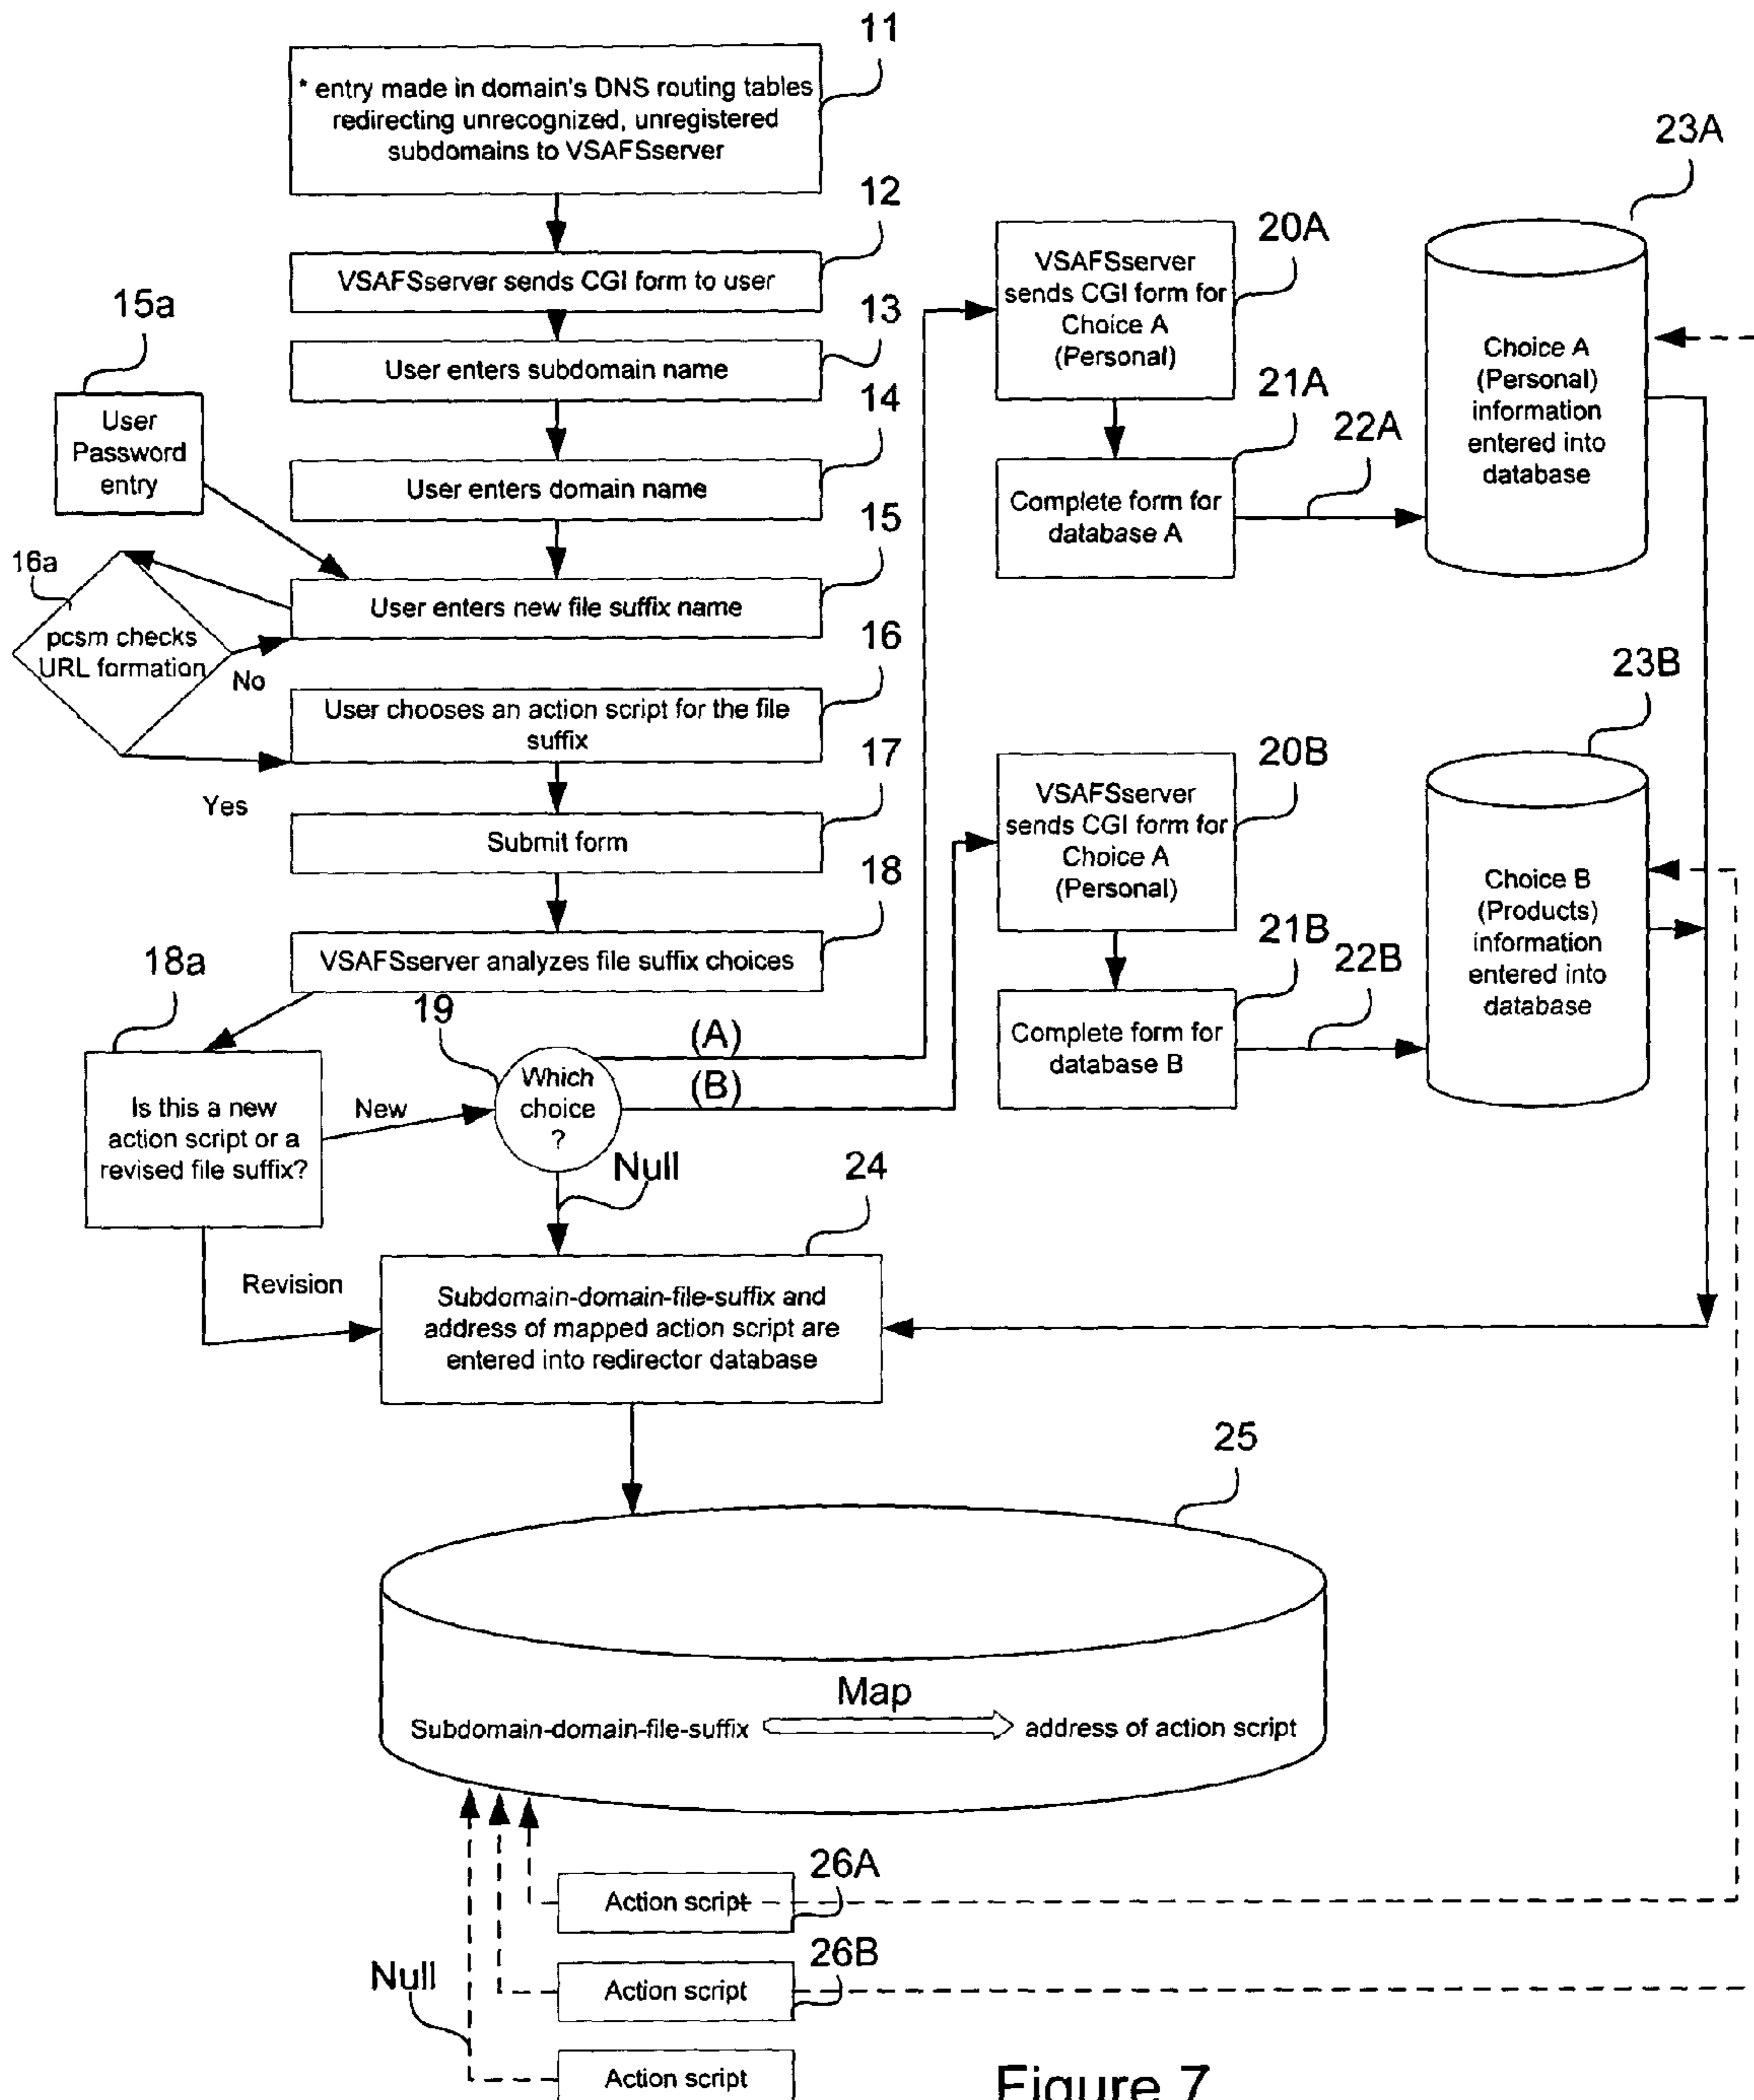 11
* entry made in domain's DNS routing tables
redirecting unrecognized, unregistered
subdomains to VSAFSserver
12
VSAFSserver sends CGI form to user
13
User enters subdomain name
14
User enters domain name
15a
User
Password
entry
15
User enters new file suffix name
16a
pcsm checks
URL formation
No
Yes
16
User chooses an action script for the file
suffix
17
Submit form
18
VSAFSserver analyzes file suffix choices
18a
Is this a new
action script or a
revised file suffix?
New
Revision
19
Which
choice
?
(A)
(B)
Null
20A
VSAFSserver
sends CGI form for
Choice A
(Personal)
21A
Complete form for
database A
22A
23A
Choice A
(Personal)
information
entered into
database
20B
VSAFSserver
sends CGI form for
Choice A
(Personal)
21B
Complete form for
database B
22B
23B
Choice B
(Products)
information
entered into
database
24
Subdomain-domain-file-suffix and
address of mapped action script are
entered into redirector database
25
Map
Subdomain-domain-file-suffix
address of action script
26A
Action script
26B
Action script
Null
Action script
Figure 7